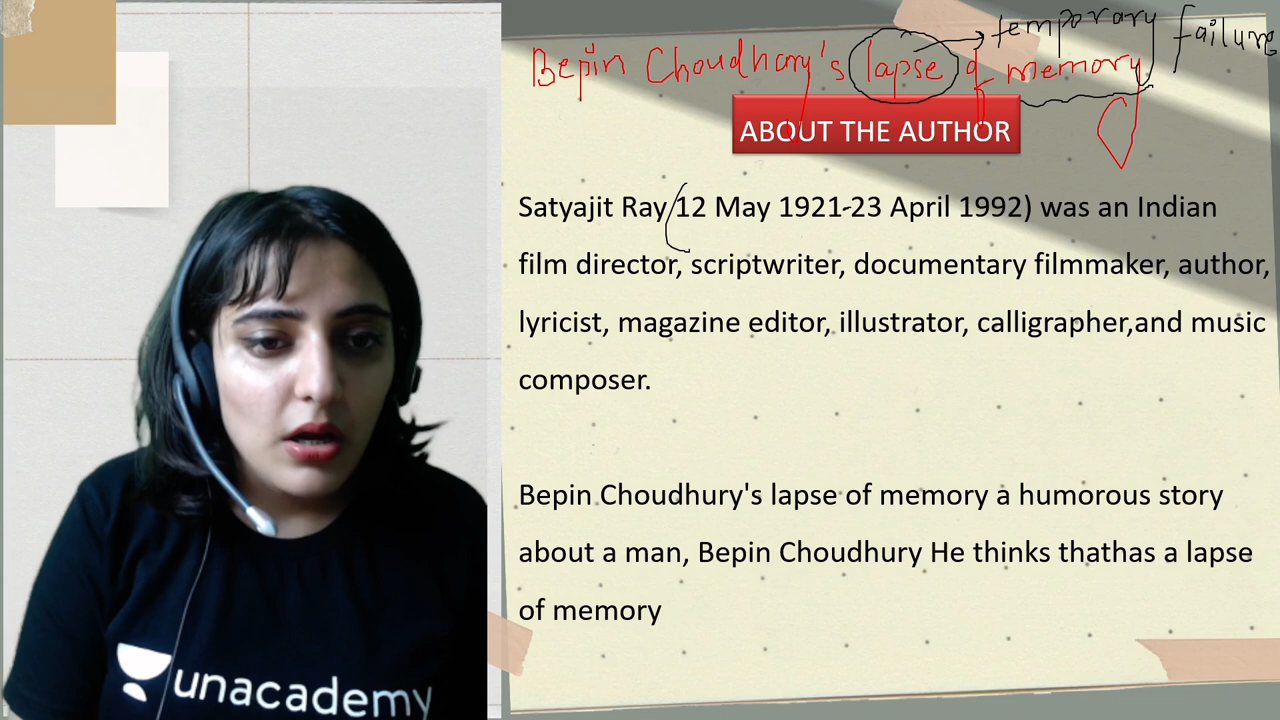 temporary failure
Bepin Choudhary's lapse of memory
ABOUT THE AUTHOR
Satyajit Ray(12 May 1921-23 April 1992) was an Indian
film director, scriptwriter, documentary filmmaker, author,
lyricist, magazine editor, illustrator, calligrapher,and music
composer.
Bepin Choudhury's lapse of memory a humorous story
about a man, Bepin Choudhury He thinks thathas a lapse
of memory
unacademy